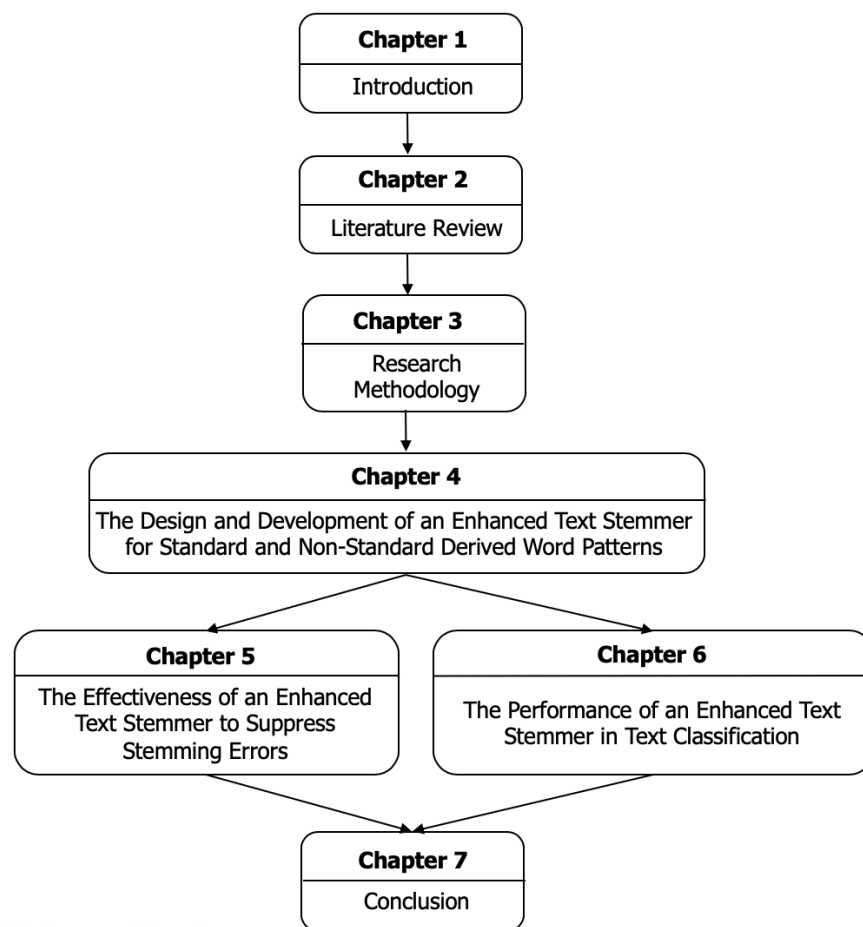 Chapter 1
Introduction
Chapter 2
Literature Review
Chapter 3
Research
Methodology
Chapter 4
The Design and Development of an Enhanced Text Stemmer
for Standard and Non-Standard Derived Word Patterns
Chapter 5
The Effectiveness of an Enhanced
Text Stemmer to Suppress
Stemming Errors
Chapter 6
The Performance of an Enhanced Text
Stemmer in Text Classification
Chapter 7
Conclusion